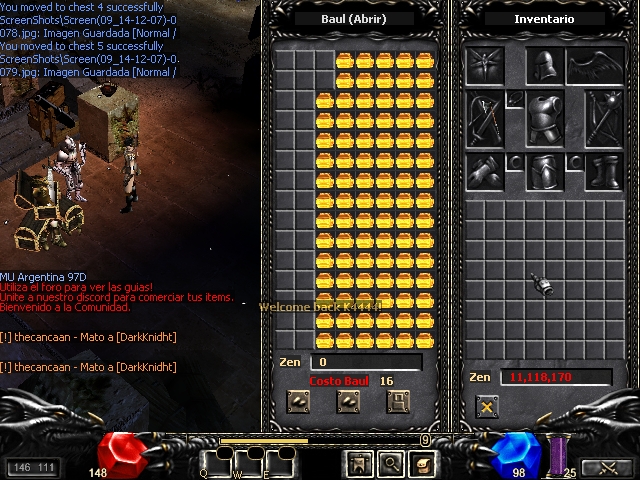 You moved to chest 4 successfully
ScreenShots\Screen(09_14-12-07)-0
078.jpg: Imagen Guardada [Normal /
You moved to chest 5 successfully
ScreenShots\Screen(09_14-12-07)-0.
079.jpg: Imagen Guardada [Normal /
Baul (Abrir)
Inventario
MU Argentina 97D
Utiliza el foro para ver las guias!
Unite a nuestro discord para comerciar tus items.
Bienvenido a la Comunidad.
Welcome back K4444!
[!] thecancaan - Mato a [DarkKnidht]
[!] thecancaan - Mato a [DarkKnidht]
Zen 0
Costo Baul 16
Zen 11,118,170
146 111
148
Q W E
9
98
25